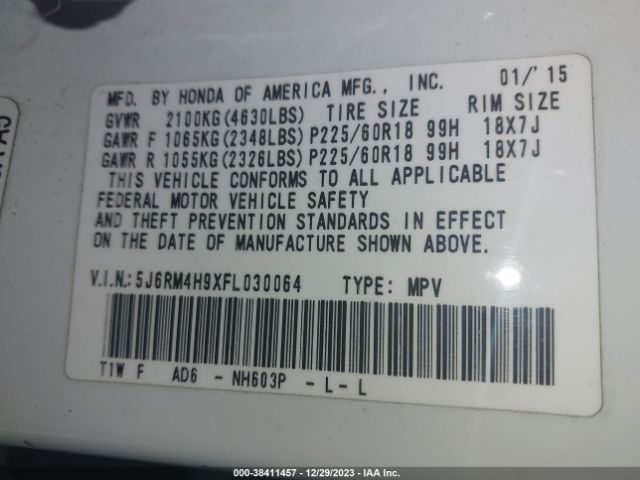 MFD. BY HONDA OF AMERICA MFG., INC. 01/'15
GVWR 2100KG(4630LBS) TIRE SIZE RIM SIZE
GAWR F 1065KG(2348LBS) P225/60R18 99H 18X7J
GAWR R 1055KG(2326LBS) P225/60R18 99H 18X7J
THIS VEHICLE CONFORMS TO ALL APPLICABLE
FEDERAL MOTOR VEHICLE SAFETY
AND THEFT PREVENTION STANDARDS IN EFFECT
ON THE DATE OF MANUFACTURE SHOWN ABOVE.
V.I.N.: 5J6RM4H9XFL030064 TYPE: MPV
T1W F AD6 - NH603P - L - L
000-38411457 - 12/29/2023 - IAA Inc.